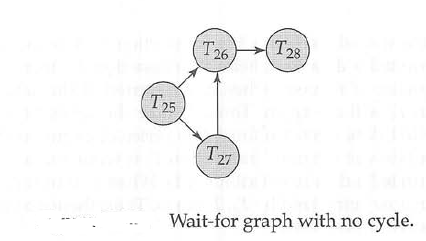 T26 T28
T25
T27
Wait-for graph with no cycle.